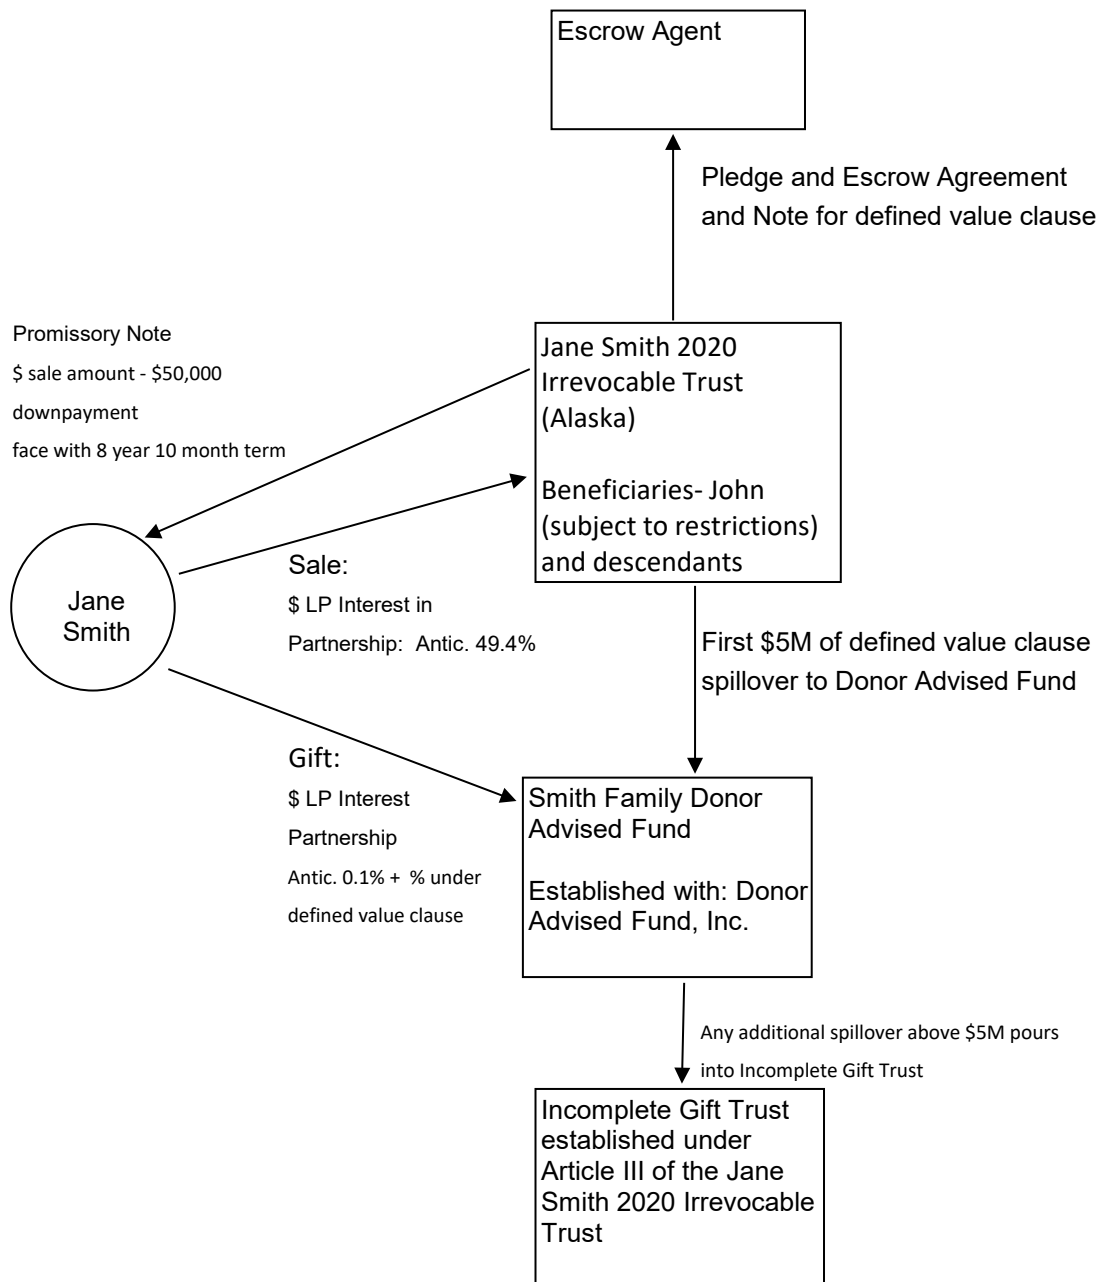 Escrow Agent
Pledge and Escrow Agreement
and Note for defined value clause
Promissory Note
$ sale amount - $50,000
downpayment
face with 8 year 10 month term
Jane Smith 2020
Irrevocable Trust
(Alaska)
Beneficiaries- John
(subject to restrictions)
and descendants
Jane
Smith
Sale:
$ LP Interest in
Partnership: Antic. 49.4%
First $5M of defined value clause
spillover to Donor Advised Fund
Gift:
$ LP Interest
Partnership
Antic. 0.1% + % under
defined value clause
Smith Family Donor
Advised Fund
Established with: Donor
Advised Fund, Inc.
Any additional spillover above $5M pours
into Incomplete Gift Trust
Incomplete Gift Trust
established under
Article III of the Jane
Smith 2020 Irrevocable
Trust